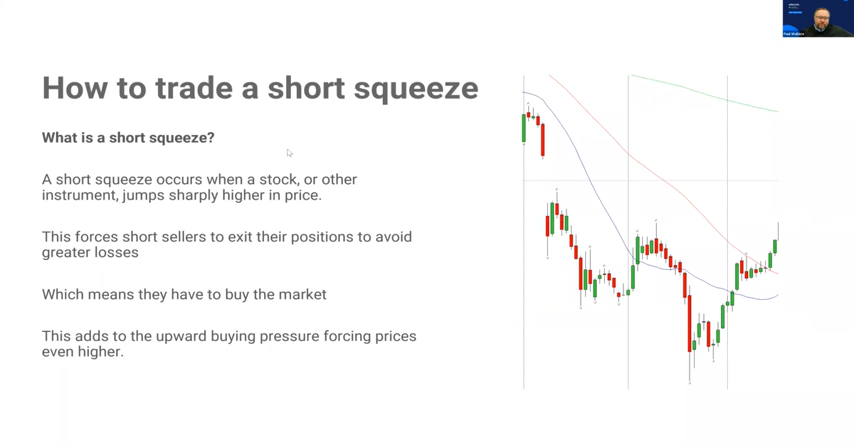 How to trade a short squeeze
What is a short squeeze?
A short squeeze occurs when a stock, or other
instrument, jumps sharply higher in price.
This forces short sellers to exit their positions to avoid
greater losses
Which means they have to buy the market
This adds to the upward buying pressure forcing prices
even higher.